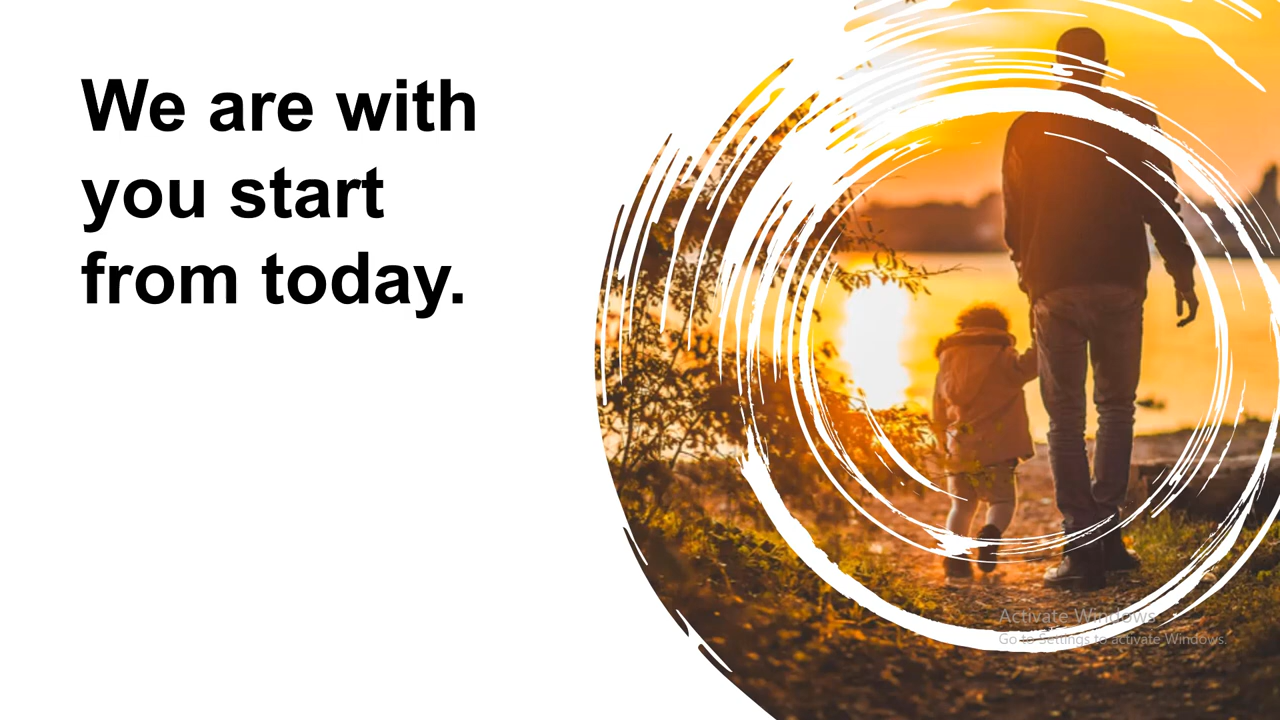 We are with
you start
from today.
Activate Windows
Go to Settings to activate Windows.